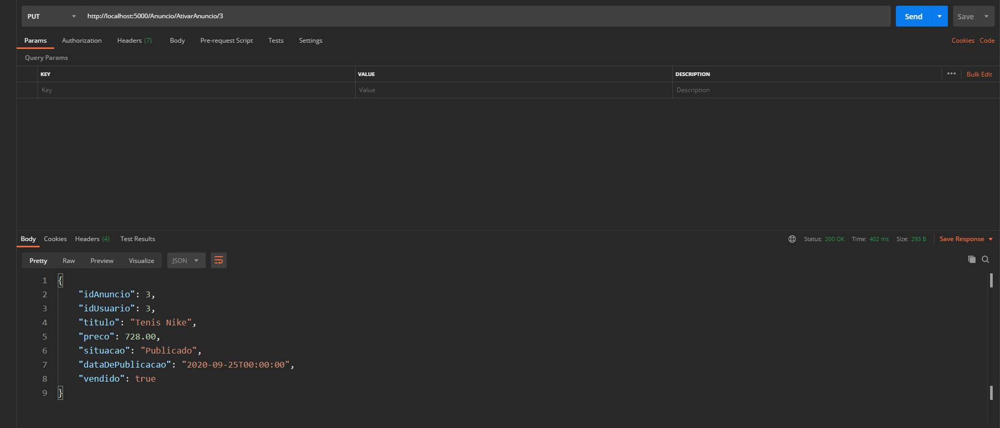 PUT http://localhost:5000/Anuncio/AtivarAnuncio/3 Send Save
Params Authorization Headers (7) Body Pre-request Script Tests Settings Cookies Code
Query Params
KEY VALUE DESCRIPTION ••• Bulk Edit
Key Value Description
Body Cookies Headers (4) Test Results Status: 200 OK Time: 402 ms Size: 293 B Save Response
Pretty Raw Preview Visualize JSON
1 {
2 "idAnuncio": 3,
3 "idUsuario": 3,
4 "titulo": "Tenis Nike",
5 "preco": 728.00,
6 "situacao": "Publicado",
7 "dataDePublicacao": "2020-09-25T00:00:00",
8 "vendido": true
9 }